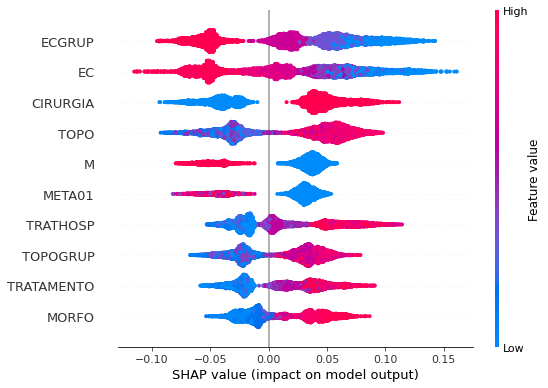 High
ECGRUP
EC
CIRURGIA
TOPO
M
META01
TRATHOSP
TOPOGRUP
TRATAMENTO
MORFO
Feature value
Low
−0.10 −0.05 0.00 0.05 0.10 0.15
SHAP value (impact on model output)